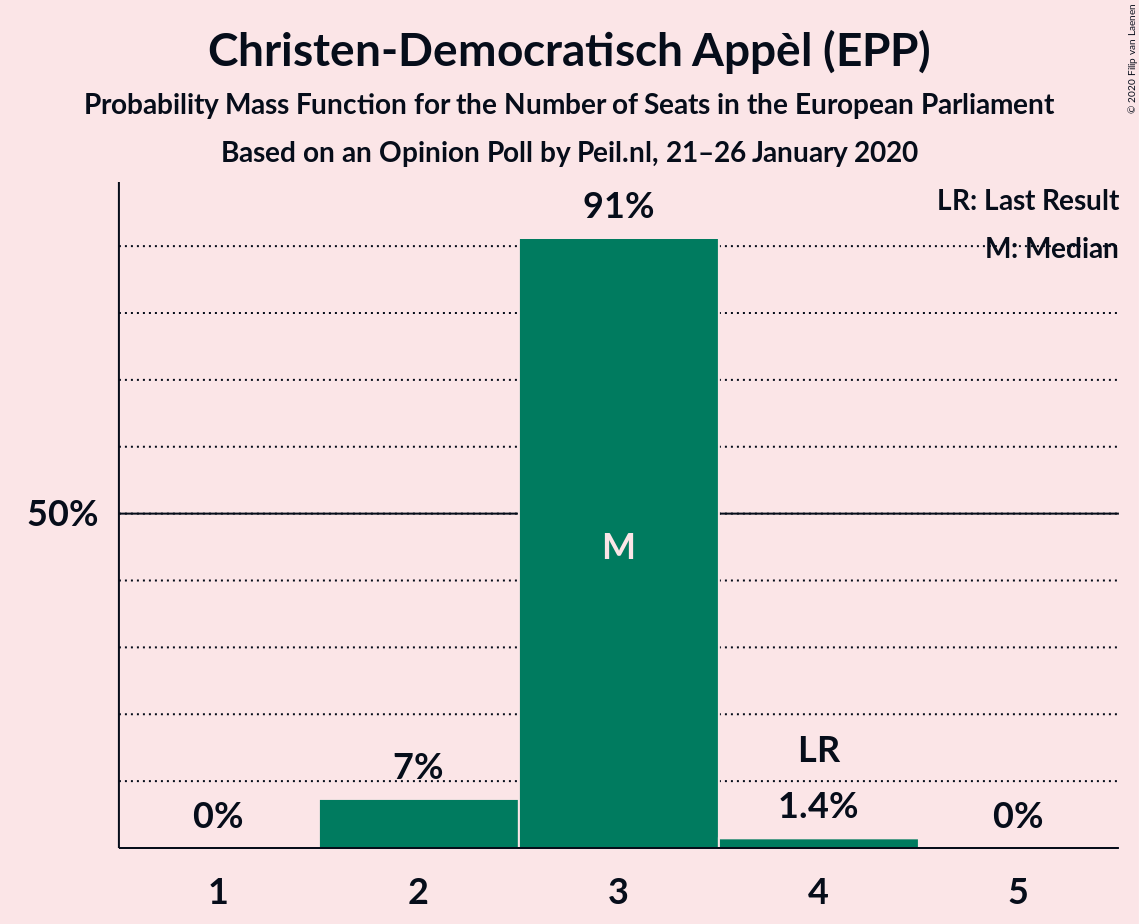 Christen-Democratisch Appèl (EPP)
Probability Mass Function for the Number of Seats in the European Parliament
Based on an Opinion Poll by Peil.nl, 21–26 January 2020
© 2020 Filip van Laenen
LR: Last Result
M: Median
91%
50%
M
LR
7%
1.4%
0%
0%
1 2 3 4 5